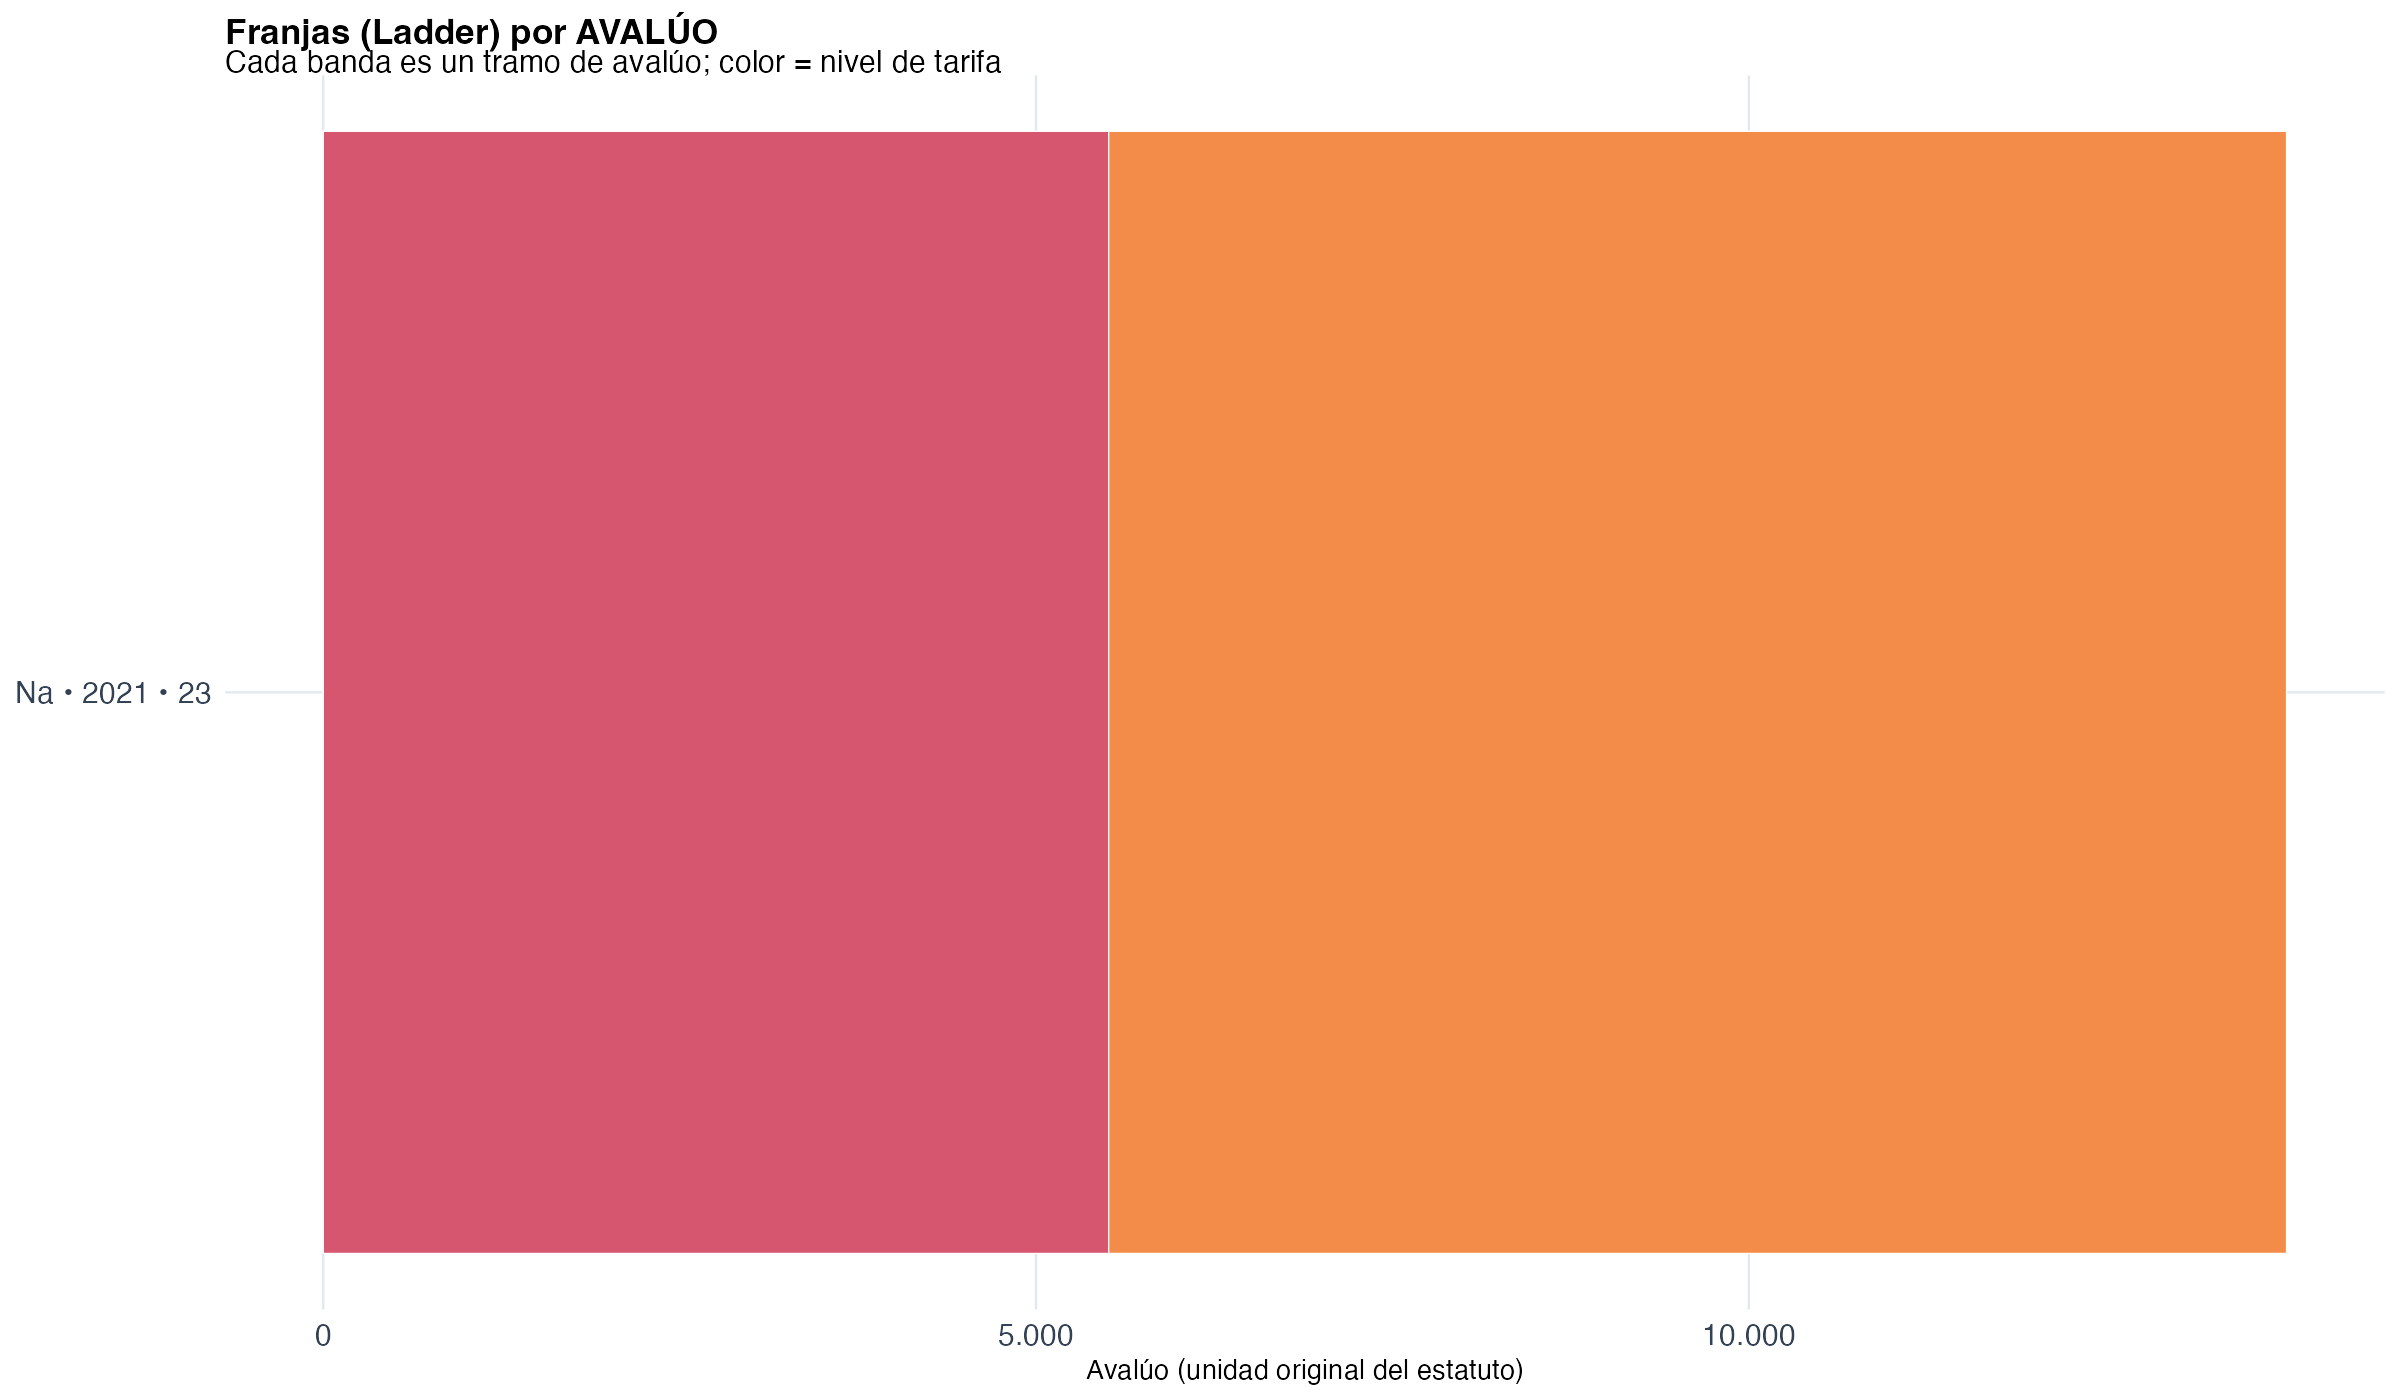 Franjas (Ladder) por AVALÚO
Cada banda es un tramo de avalúo; color = nivel de tarifa
Na • 2021 • 23
0
5.000
10.000
Avalúo (unidad original del estatuto)